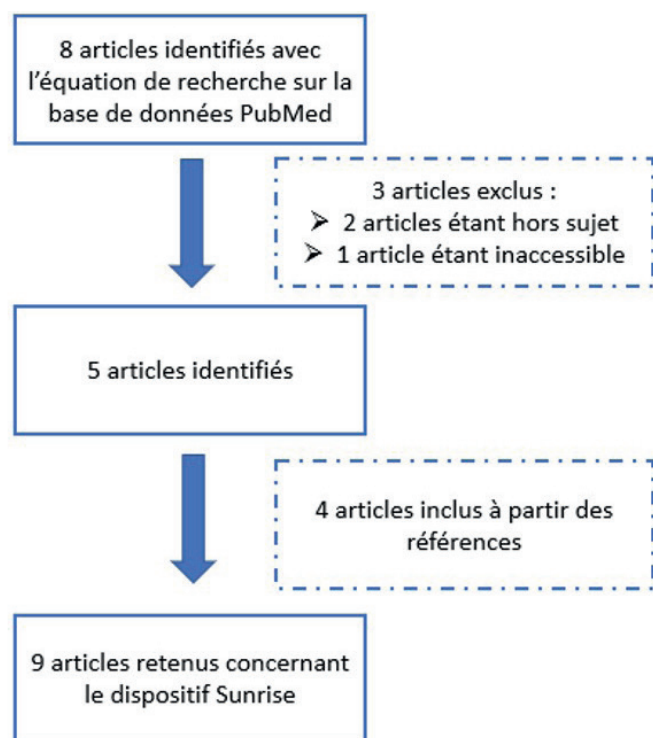 8 articles identifiés avec
l’équation de recherche sur la
base de données PubMed
3 articles exclus :
➢ 2 articles étant hors sujet
➢ 1 article étant inaccessible
5 articles identifiés
4 articles inclus à partir des
références
9 articles retenus concernant
le dispositif Sunrise